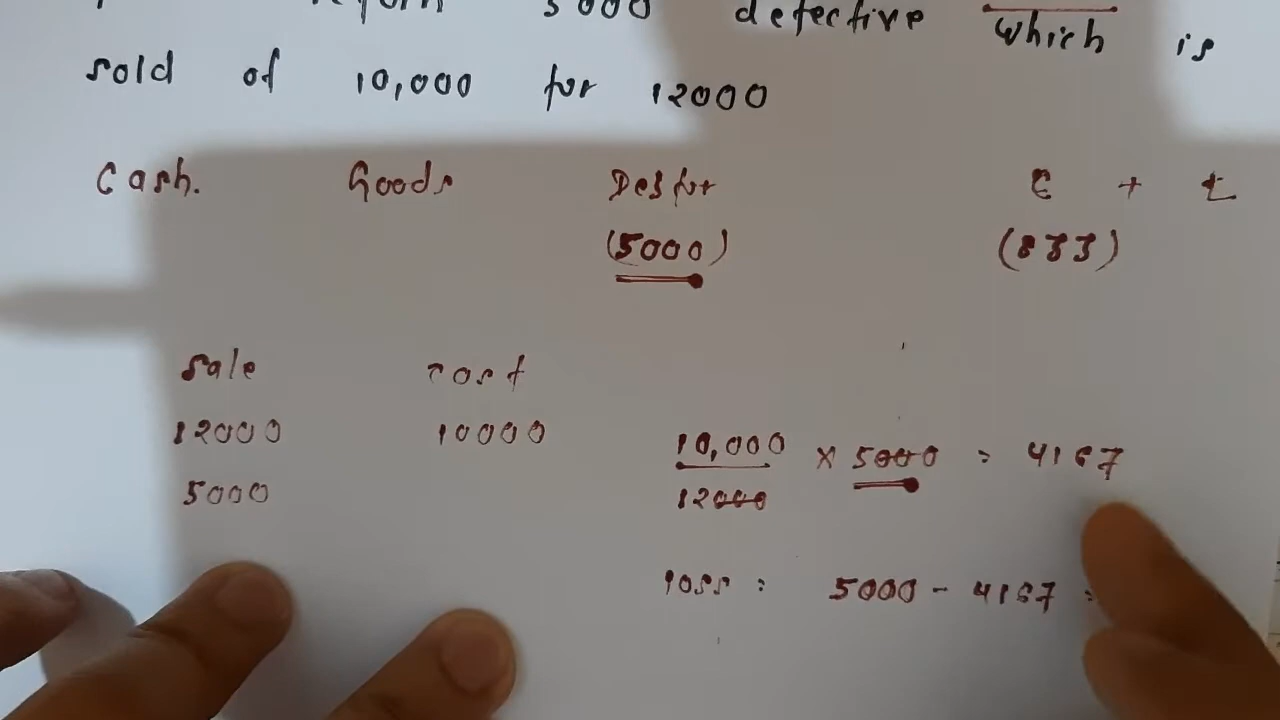 5000 defective which is
sold of 10,000 for 12000
Cash. Goods Debtor E + L
(5000) (833)
sale cost
12000 10000 10,000 × 5000 = 4167
5000 12000
loss : 5000 - 4167 =